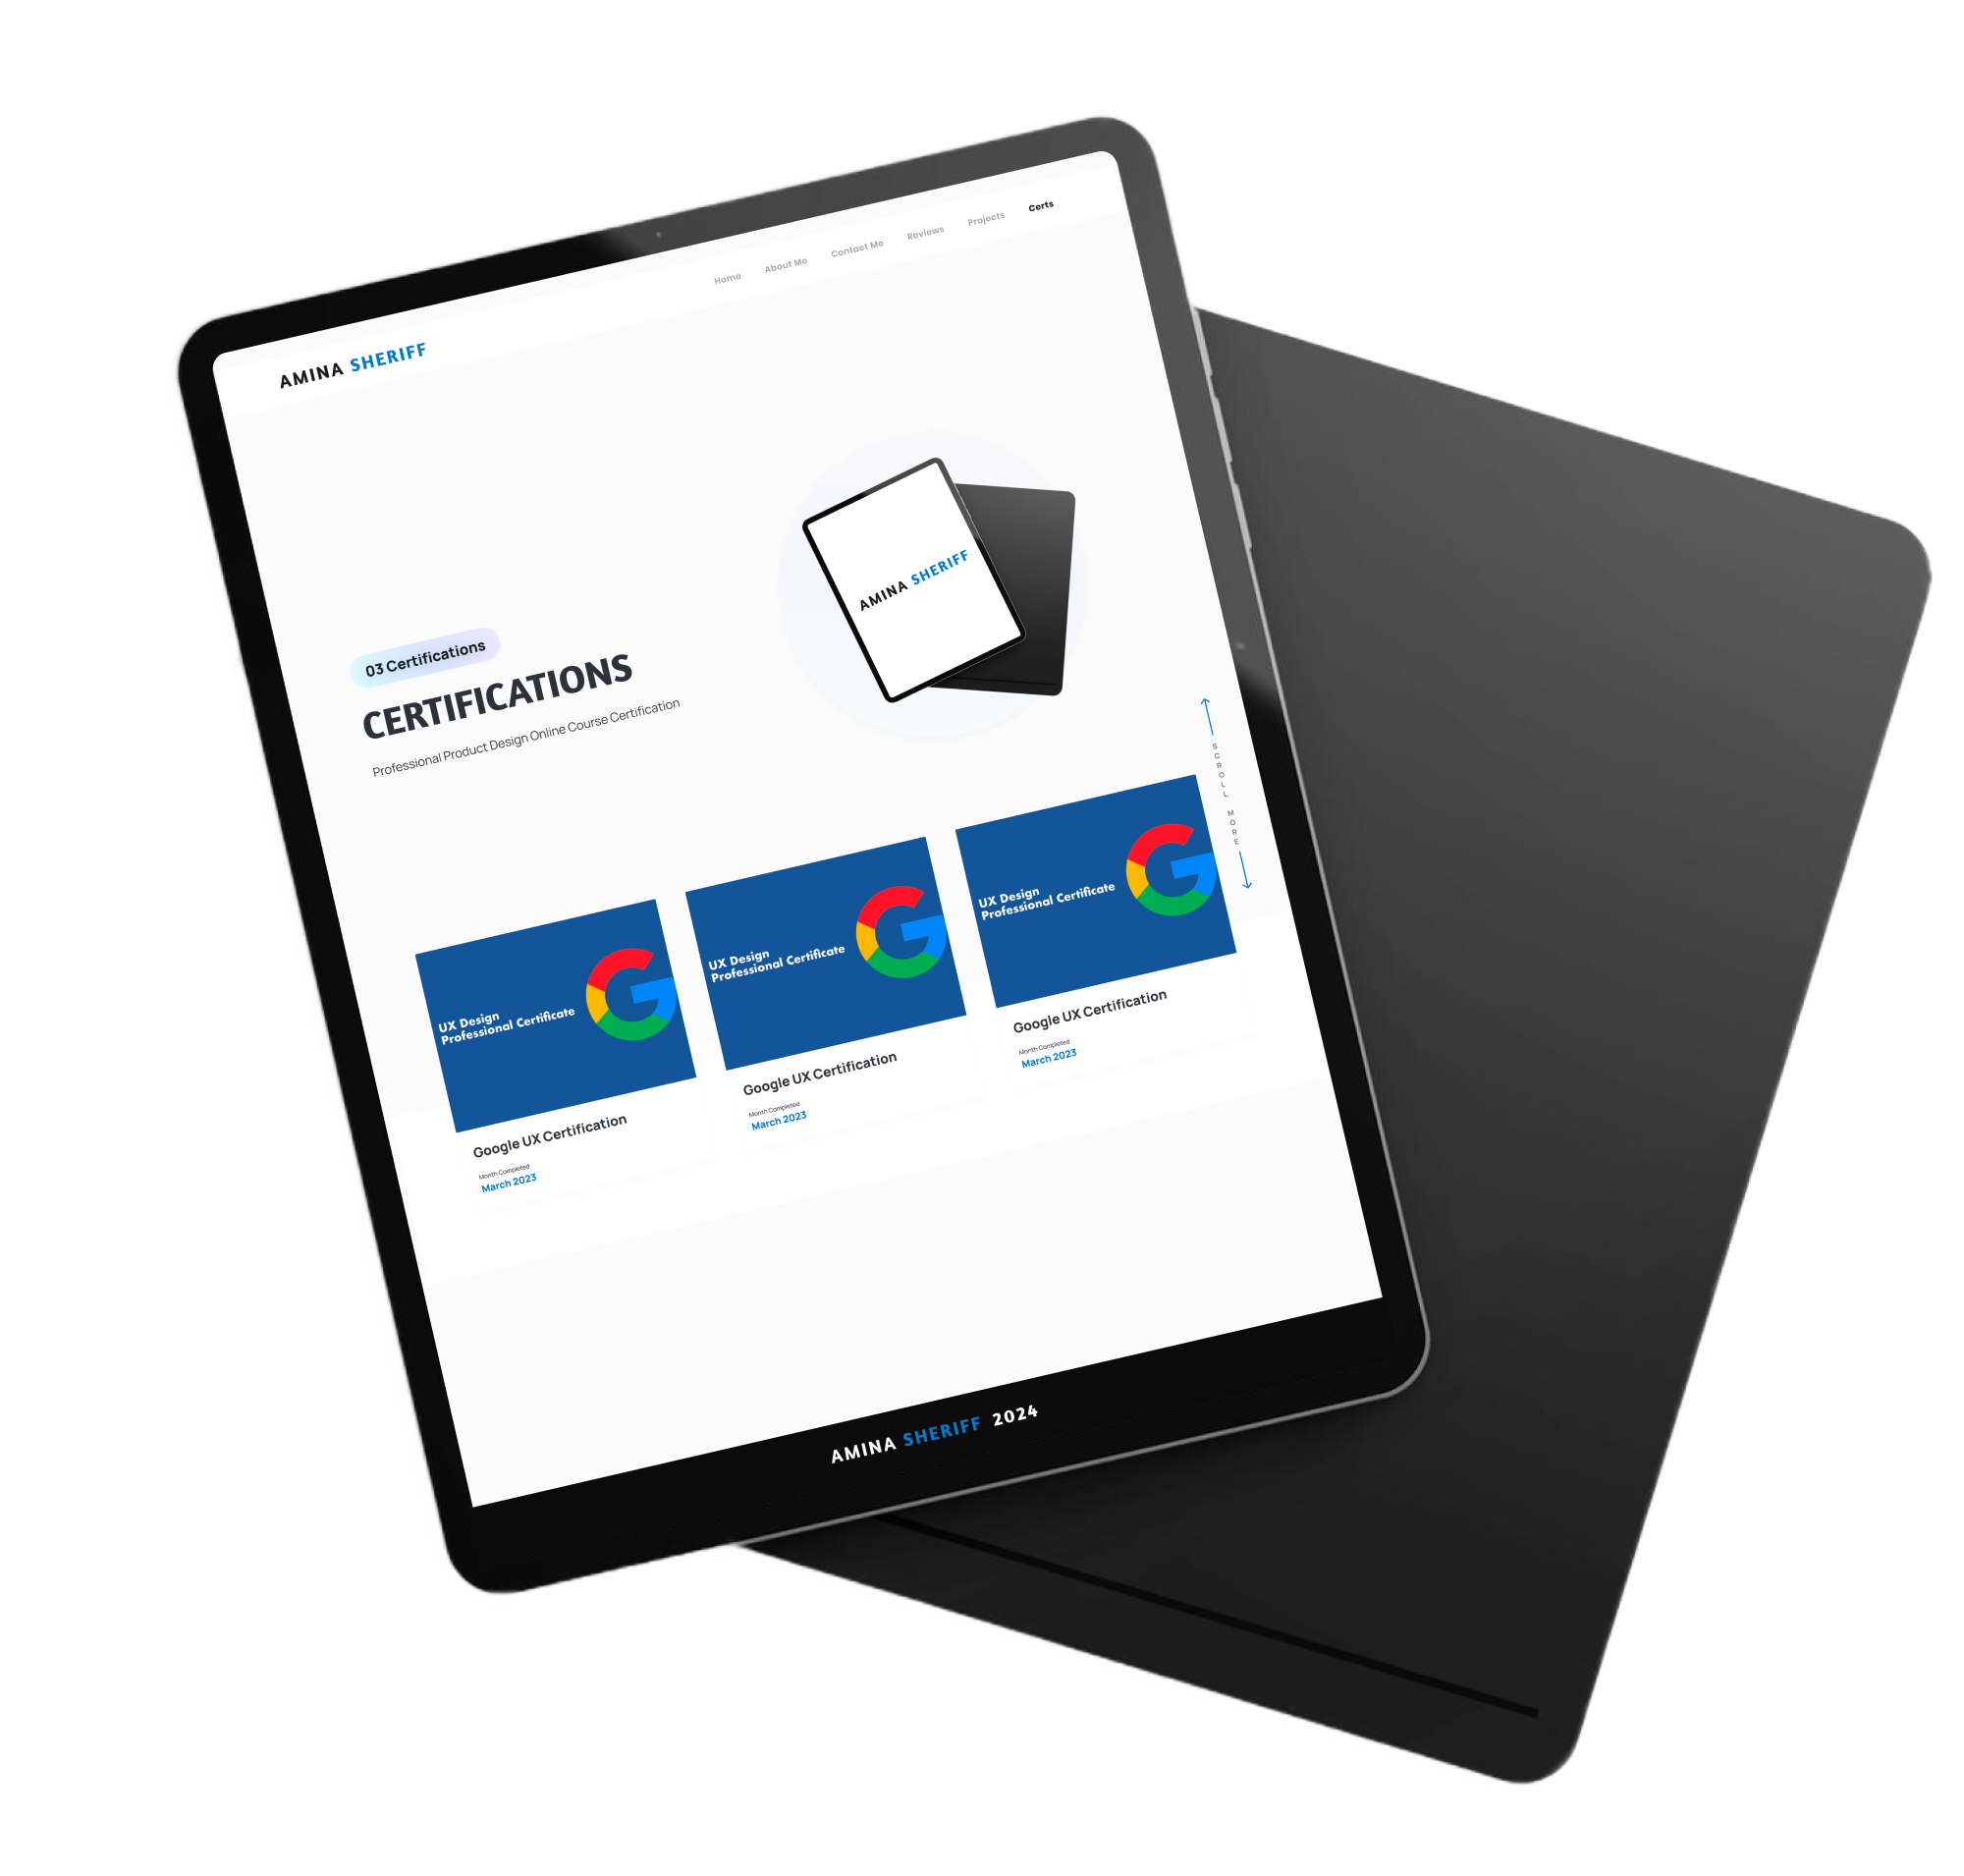 Home About Me Contact Me Reviews Projects Certs
AMINA SHERIFF
AMINA SHERIFF
03 Certifications
CERTIFICATIONS
Professional Product Design Online Course Certification
SCROLL MORE
UX Design
Professional Certificate
Google UX Certification
Month Completed
March 2023
UX Design
Professional Certificate
Google UX Certification
Month Completed
March 2023
UX Design
Professional Certificate
Google UX Certification
Month Completed
March 2023
AMINA SHERIFF 2024